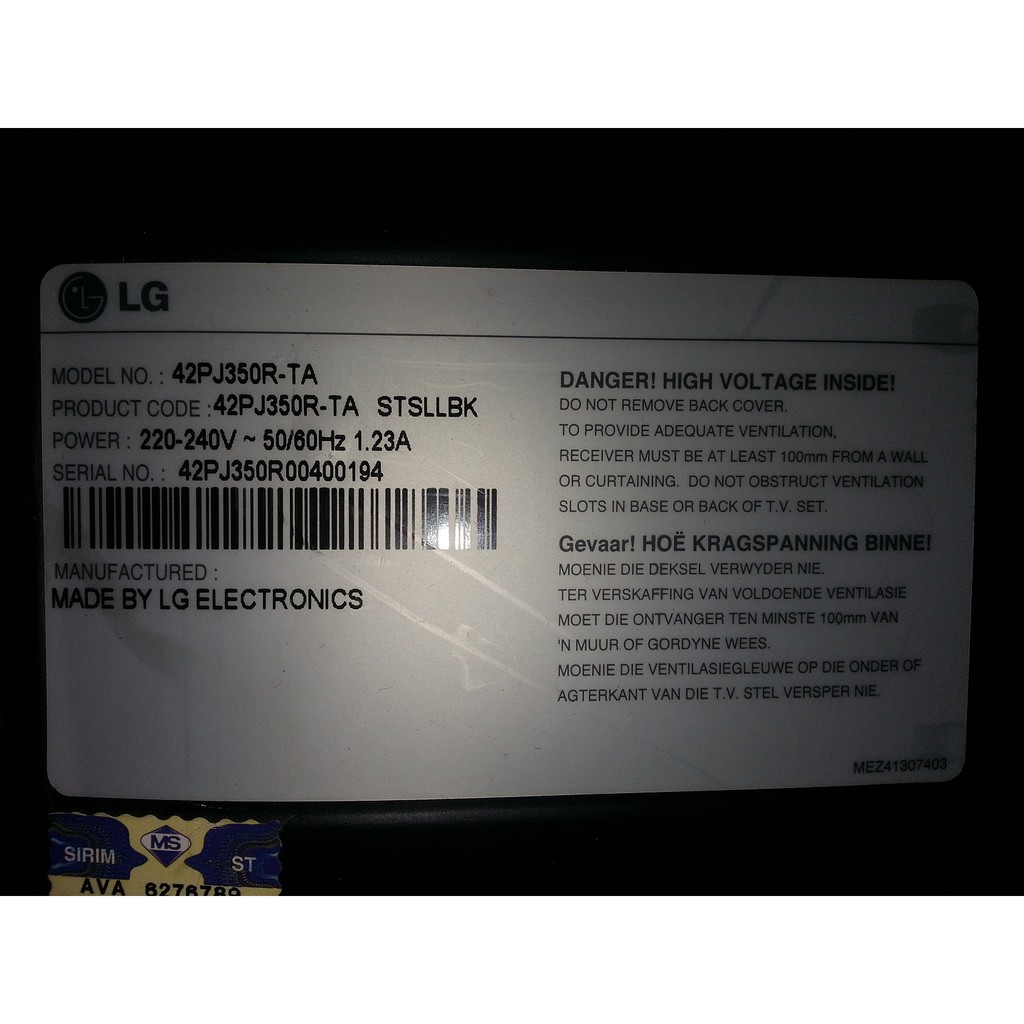 LG
MODEL NO. : 42PJ350R-TA
PRODUCT CODE : 42PJ350R-TA STSLLBK
POWER : 220-240V ~ 50/60Hz 1.23A
SERIAL NO. : 42PJ350R00400194
MANUFACTURED :
MADE BY LG ELECTRONICS
DANGER! HIGH VOLTAGE INSIDE!
DO NOT REMOVE BACK COVER.
TO PROVIDE ADEQUATE VENTILATION,
RECEIVER MUST BE AT LEAST 100mm FROM A WALL
OR CURTAINING. DO NOT OBSTRUCT VENTILATION
SLOTS IN BASE OR BACK OF T.V. SET.
Gevaar! HOË KRAGSPANNING BINNE!
MOENIE DIE DEKSEL VERWYDER NIE.
TER VERSKAFFING VAN VOLDOENDE VENTILASIE
MOET DIE ONTVANGER TEN MINSTE 100mm VAN
'N MUUR OF GORDYNE WEES.
MOENIE DIE VENTILASIEGLEUWE OP DIE ONDER OF
AGTERKANT VAN DIE T.V. STEL VERSPER NIE.
MEZ41307403
SIRIM MS ST
AVA 6276789